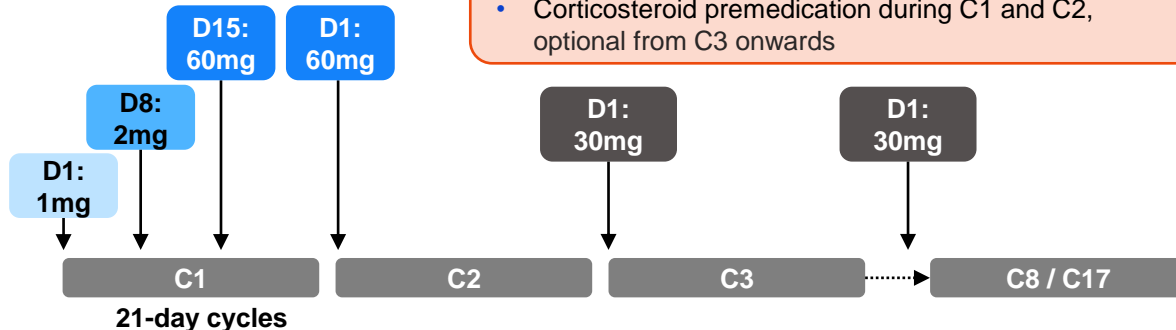 • Corticosteroid premedication during C1 and C2,
optional from C3 onwards
D15:
60mg
D1:
60mg
D8:
2mg
D1:
30mg
D1:
30mg
D1:
1mg
C1
C2
C3
C8 / C17
21-day cycles